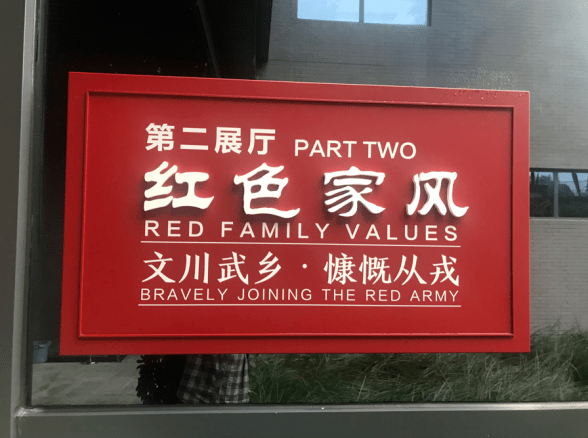 第二展厅 PART TWO
红色家风
RED FAMILY VALUES
文川武乡·慷慨从戎
BRAVELY JOINING THE RED ARMY